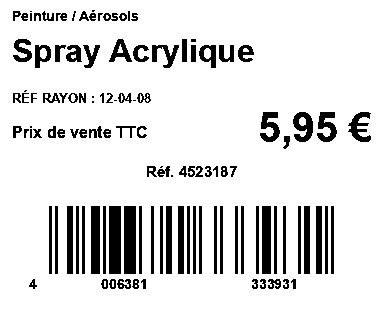 Peinture / Aérosols
Spray Acrylique
RÉF RAYON : 12-04-08
Prix de vente TTC 5,95 €
Réf. 4523187
4 006381 333931